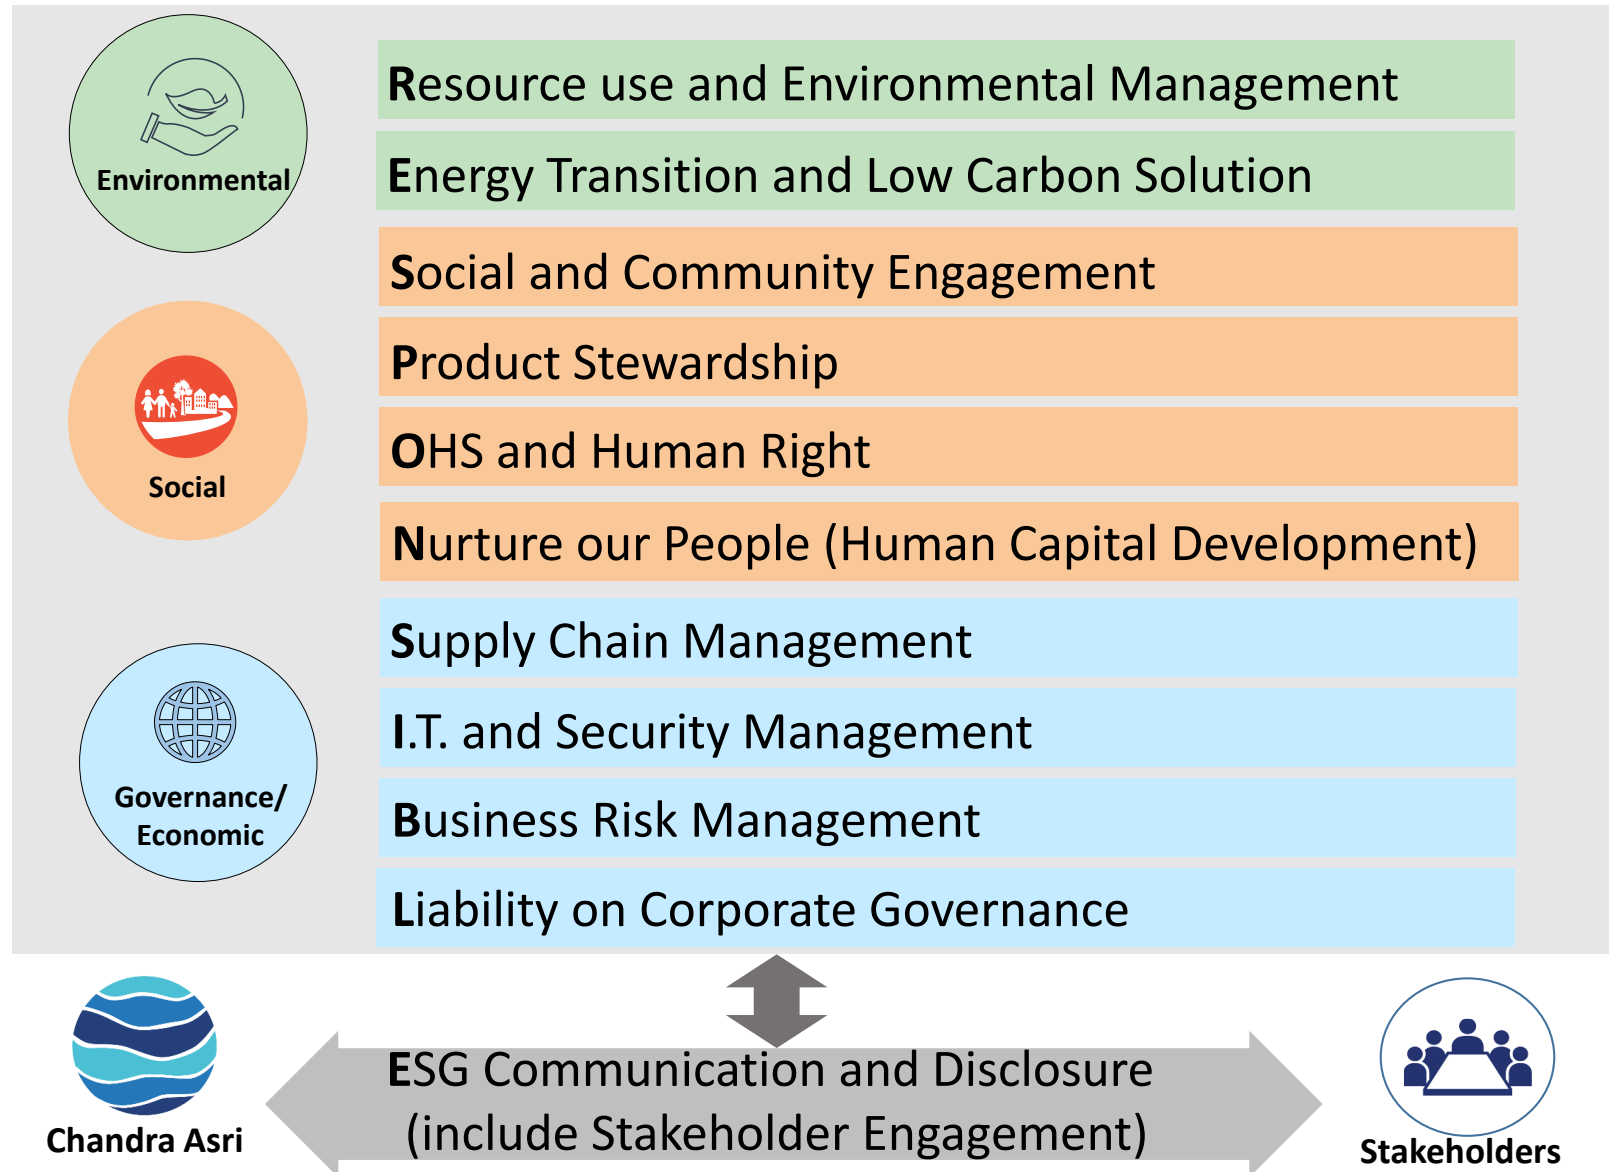 Environmental
Resource use and Environmental Management
Energy Transition and Low Carbon Solution
Social
Social and Community Engagement
Product Stewardship
OHS and Human Right
Nurture our People (Human Capital Development)
Governance/
Economic
Supply Chain Management
I.T. and Security Management
Business Risk Management
Liability on Corporate Governance
Chandra Asri
ESG Communication and Disclosure
(include Stakeholder Engagement)
Stakeholders